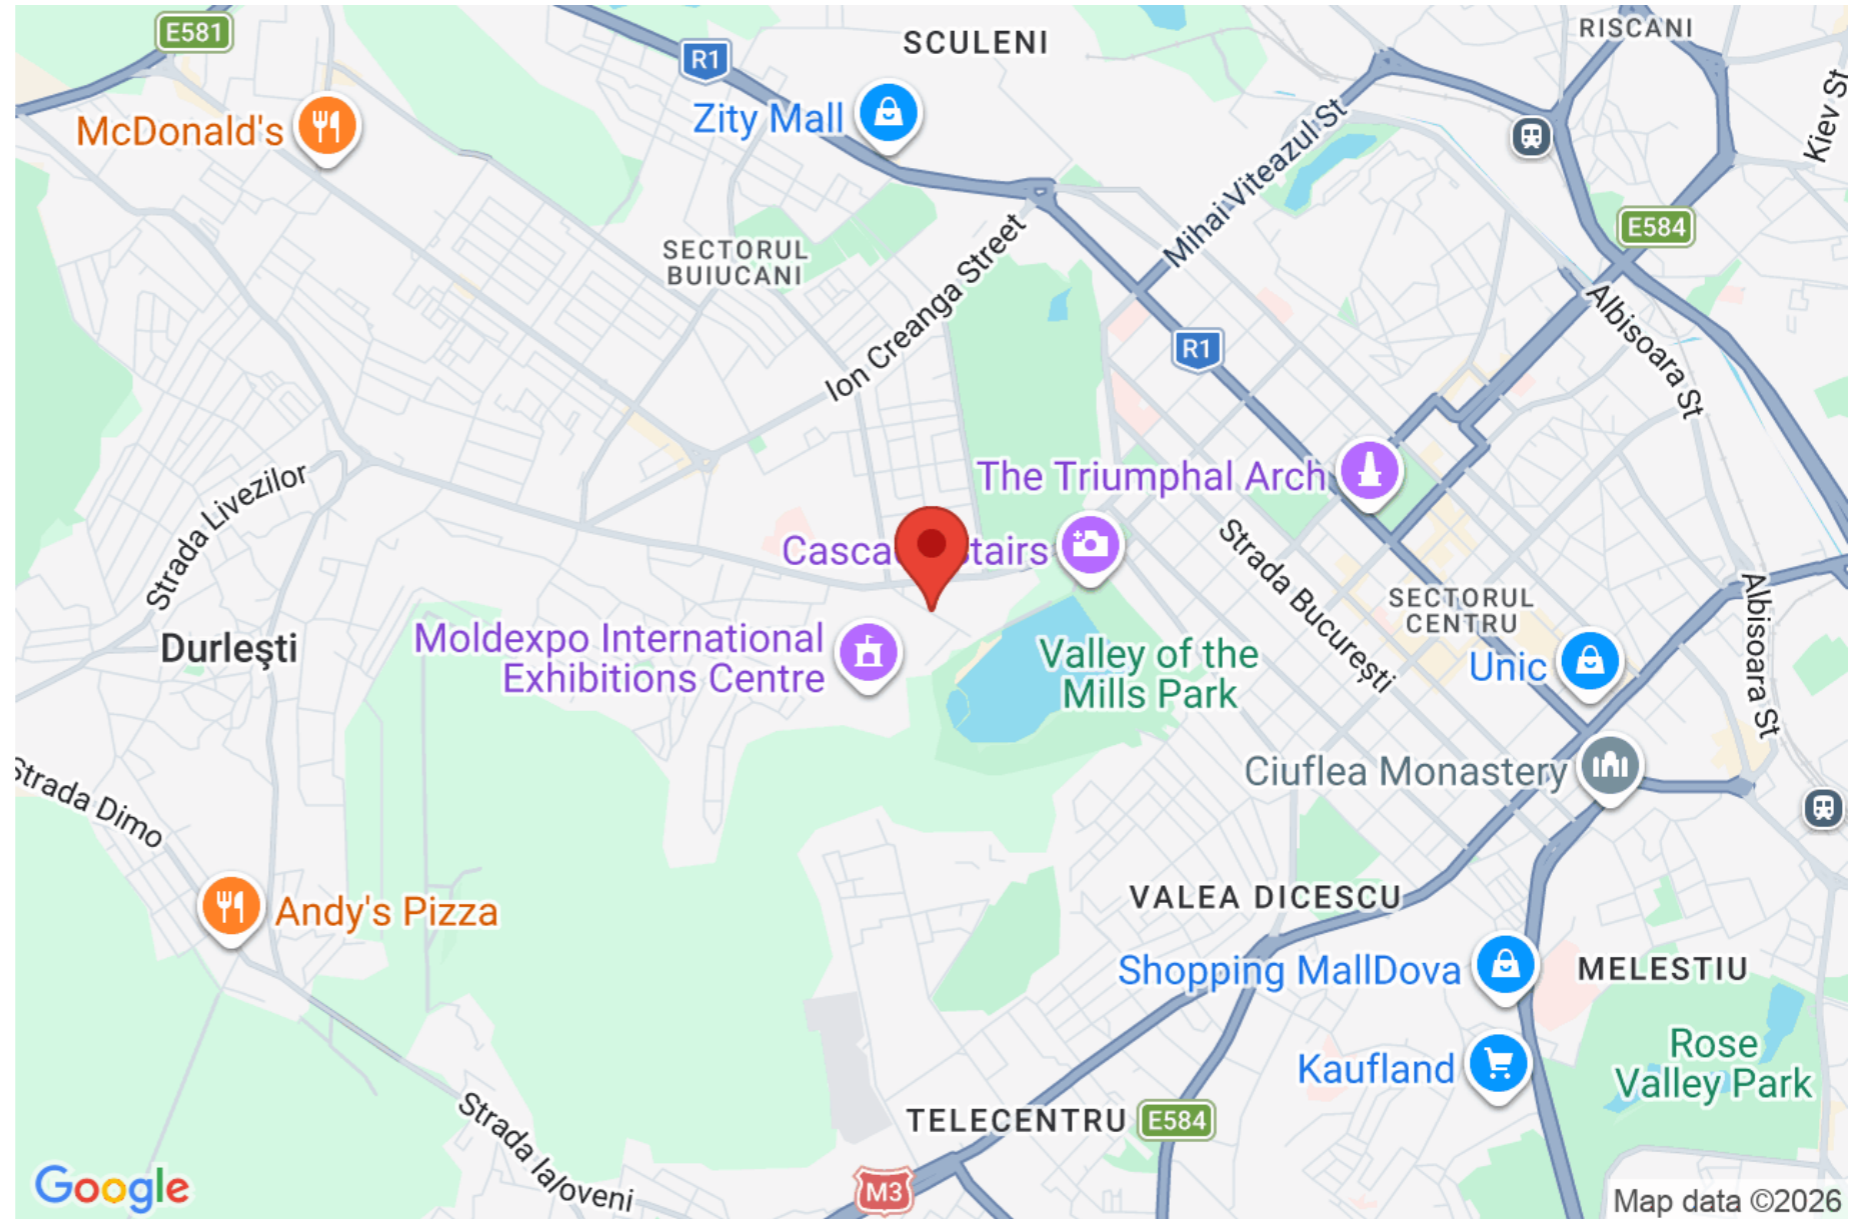 E581
R1
SCULENI
RISCANI
Kiev St
McDonald's
Zity Mall
Mihai Viteazul St
E584
SECTORUL
BUIUCANI
Ion Creanga Street
Albisoara St
R1
The Triumphal Arch
Strada Livezilor
Strada București
Albisoara St
SECTORUL
CENTRU
Durleşti
Moldexpo International
Exhibitions Centre
Valley of the
Mills Park
Unic
Strada Dimo
Ciuflea Monastery
Andy's Pizza
VALEA DICESCU
Shopping MallDova
MELESTIU
Kaufland
Rose
Valley Park
TELECENTRU
E584
Strada Ialoveni
M3
Google
Map data ©2026